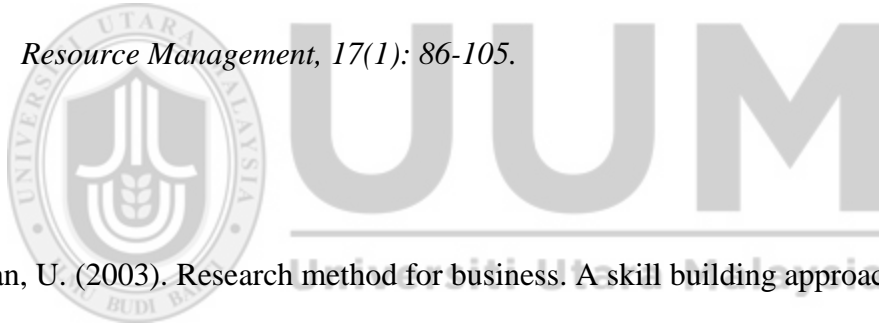 Resource Management, 17(1): 86-105.
UUM
Universiti Utara Malaysia
UNIVERSITI UTARA MALAYSIA
BUDI
an, U. (2003). Research method for business. A skill building approac